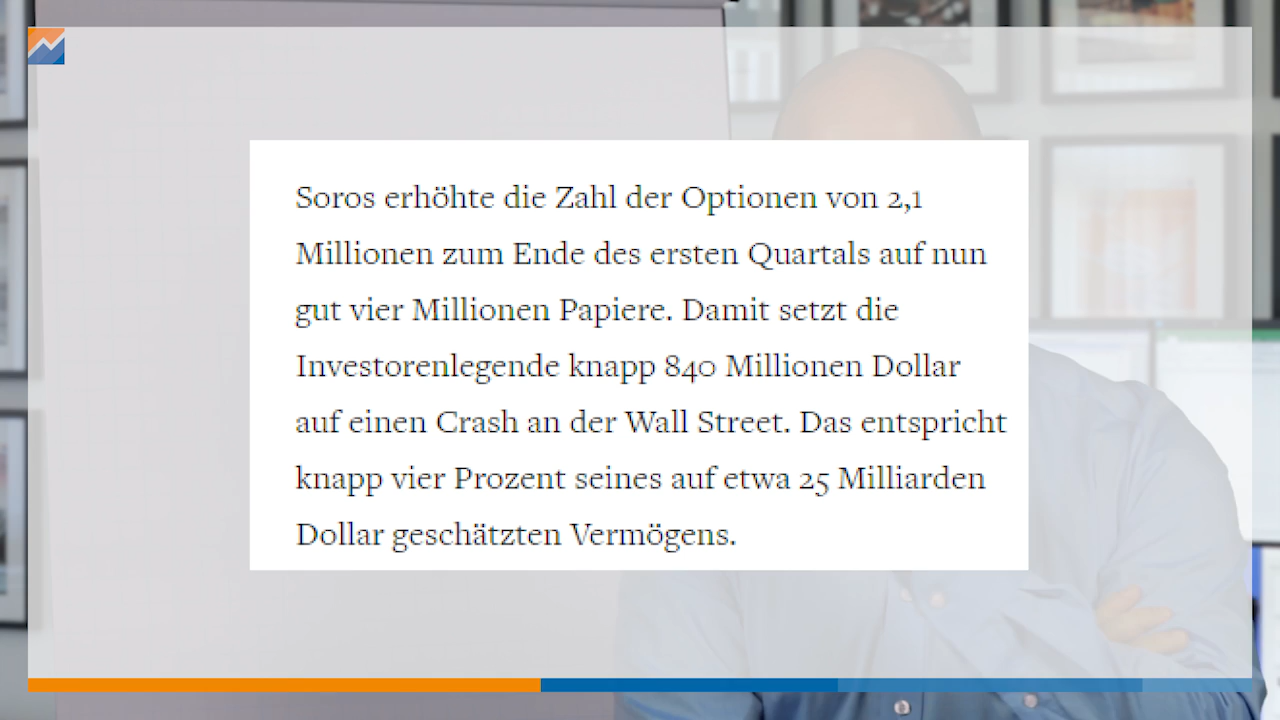 Soros erhöhte die Zahl der Optionen von 2,1
Millionen zum Ende des ersten Quartals auf nun
gut vier Millionen Papiere. Damit setzt die
Investorenlegende knapp 840 Millionen Dollar
auf einen Crash an der Wall Street. Das entspricht
knapp vier Prozent seines auf etwa 25 Milliarden
Dollar geschätzten Vermögens.